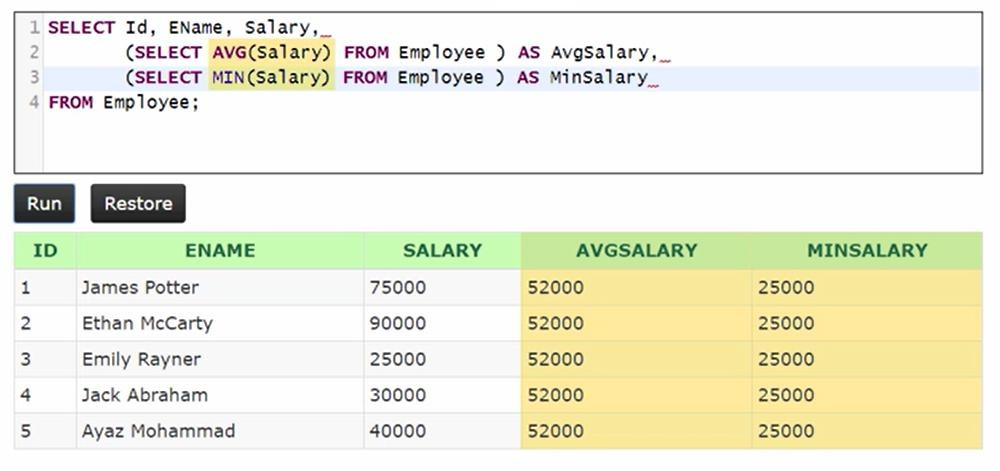 1 SELECT Id, EName, Salary,
2 (SELECT AVG(Salary) FROM Employee ) AS AvgSalary,
3 (SELECT MIN(Salary) FROM Employee ) AS MinSalary
4 FROM Employee;
Run Restore
ID ENAME SALARY AVGSALARY MINSALARY
1 James Potter 75000 52000 25000
2 Ethan McCarty 90000 52000 25000
3 Emily Rayner 25000 52000 25000
4 Jack Abraham 30000 52000 25000
5 Ayaz Mohammad 40000 52000 25000